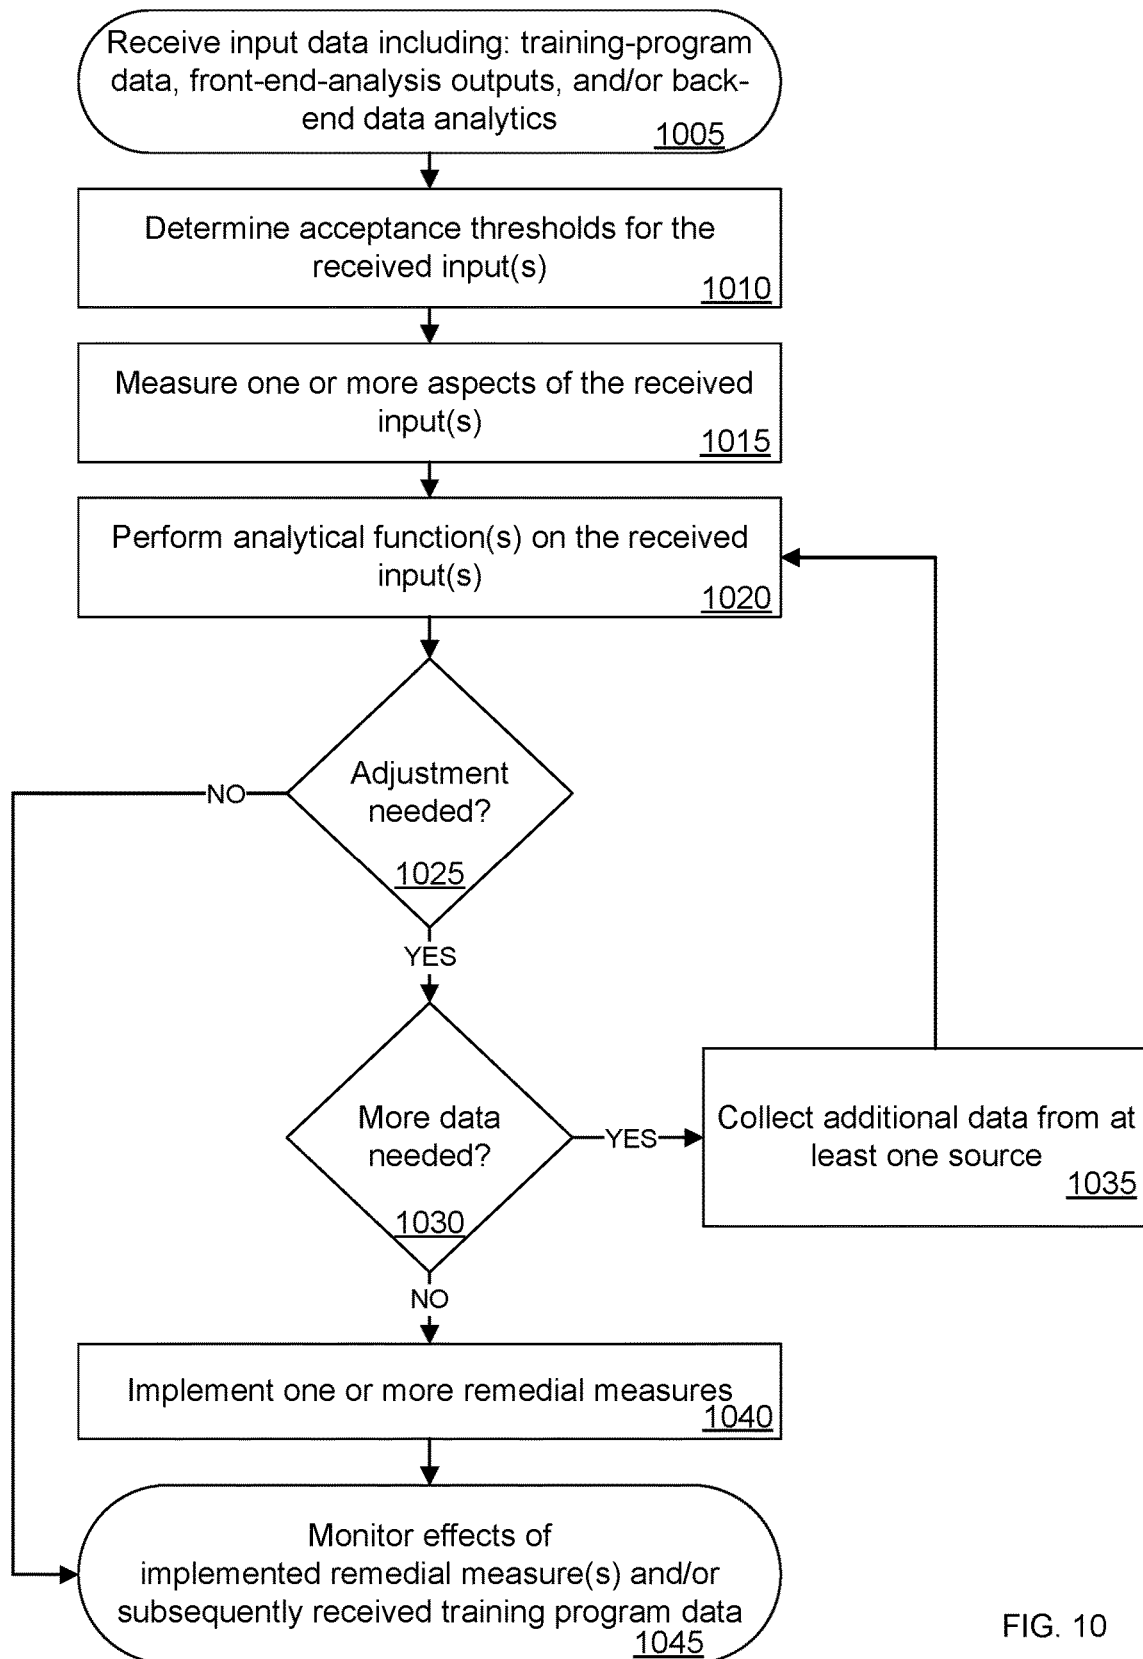 Receive input data including: training-program
data, front-end-analysis outputs, and/or back-
end data analytics
1005
Determine acceptance thresholds for the
received input(s)
1010
Measure one or more aspects of the received
input(s)
1015
Perform analytical function(s) on the received
input(s)
1020
Adjustment
needed?
1025
NO
YES
More data
needed?
1030
YES
Collect additional data from at
least one source
1035
NO
Implement one or more remedial measures
1040
Monitor effects of
implemented remedial measure(s) and/or
subsequently received training program data
1045
FIG. 10